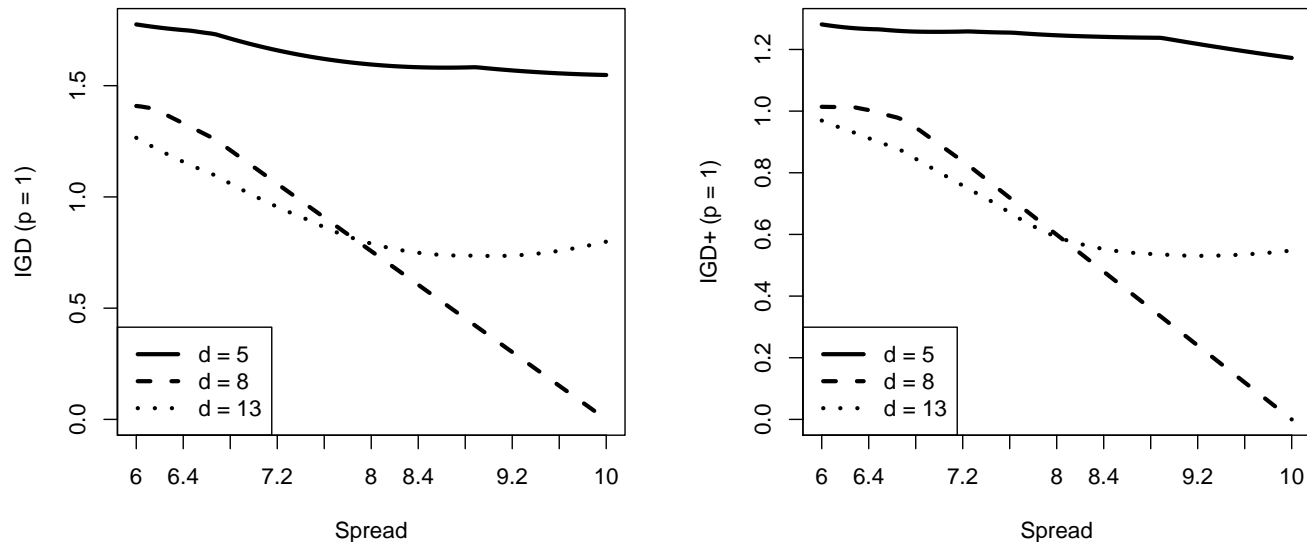 IGD (p = 1)
1.5
1.0
0.5
0.0
d = 5
d = 8
d = 13
6 6.4 7.2 8 8.4 9.2 10
Spread
IGD+ (p = 1)
1.2
1.0
0.8
0.6
0.4
0.2
0.0
d = 5
d = 8
d = 13
6 6.4 7.2 8 8.4 9.2 10
Spread